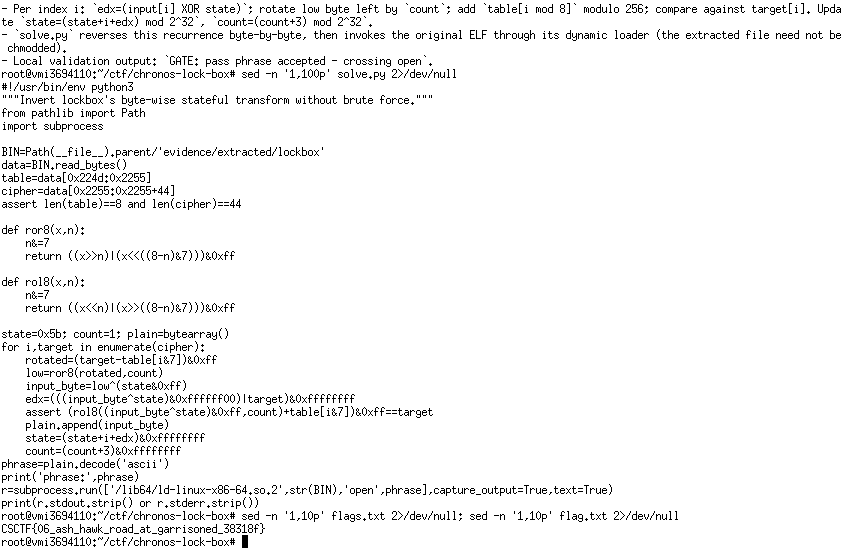 - Per index i: `edx=(input[i] XOR state)`; rotate low byte left by `count`; add `table[i mod 8]` modulo 256; compare against target[i]. Upda
te `state=(state+i+edx) mod 2^32`, `count=(count+3) mod 2^32`.
- `solve.py` reverses this recurrence byte-by-byte, then invokes the original ELF through its dynamic loader (the extracted file need not be
 chmodded).
- Local validation output: `GATE: pass phrase accepted - crossing open`.
root@vmi3694110:~/ctf/chronos-lock-box# sed -n '1,100p' solve.py 2>/dev/null
#!/usr/bin/env python3
"""Invert lockbox's byte-wise stateful transform without brute force."""
from pathlib import Path
import subprocess

BIN=Path(__file__).parent/'evidence/extracted/lockbox'
data=BIN.read_bytes()
table=data[0x224d:0x2255]
cipher=data[0x2255:0x2255+44]
assert len(table)==8 and len(cipher)==44

def ror8(x,n):
    n&=7
    return ((x>>n)|(x<<((8-n)&7)))&0xff

def rol8(x,n):
    n&=7
    return ((x<<n)|(x>>((8-n)&7)))&0xff

state=0x5b; count=1; plain=bytearray()
for i,target in enumerate(cipher):
    rotated=(target-table[i&7])&0xff
    low=ror8(rotated,count)
    input_byte=low^(state&0xff)
    edx=(((input_byte^state)&0xffffff00)|target)&0xffffffff
    assert (rol8((input_byte^state)&0xff,count)+table[i&7])&0xff==target
    plain.append(input_byte)
    state=(state+i+edx)&0xffffffff
    count=(count+3)&0xffffffff
phrase=plain.decode('ascii')
print('phrase:',phrase)
r=subprocess.run(['/lib64/ld-linux-x86-64.so.2',str(BIN),'open',phrase],capture_output=True,text=True)
print(r.stdout.strip() or r.stderr.strip())
root@vmi3694110:~/ctf/chronos-lock-box# sed -n '1,10p' flags.txt 2>/dev/null; sed -n '1,10p' flag.txt 2>/dev/null
CSCTF{06_ash_hawk_road_at_garrisoned_38318f}
root@vmi3694110:~/ctf/chronos-lock-box#